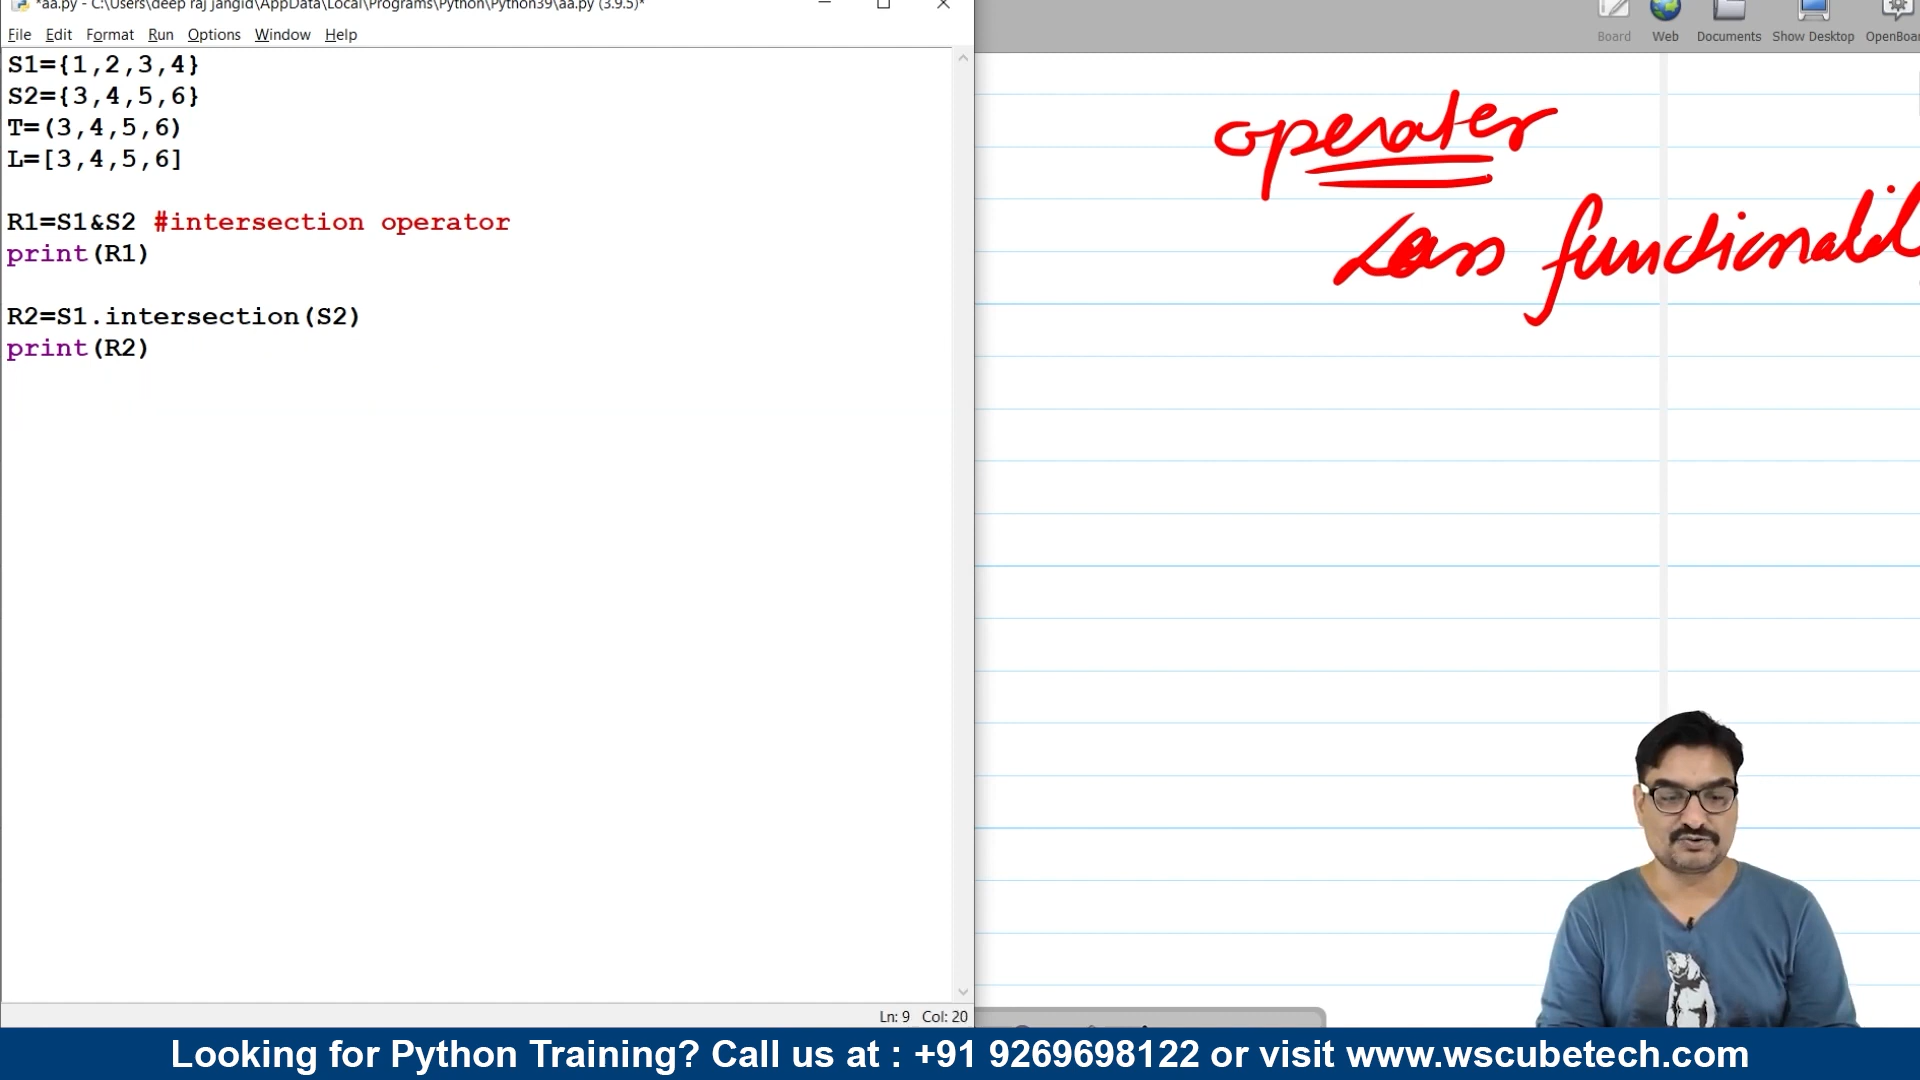 *aa.py - C:\Users\deep raj jangid\AppData\Local\Programs\Python\Python39\aa.py (3.9.5)*
File Edit Format Run Options Window Help
S1={1,2,3,4}
S2={3,4,5,6}
T=(3,4,5,6)
L=[3,4,5,6]
R1=S1&S2 #intersection operator
print(R1)
R2=S1.intersection(S2)
print(R2)
Ln: 9 Col: 20
Board Web Documents Show Desktop OpenBoar
operater
Less
Looking for Python Training? Call us at : +91 9269698122 or visit www.wscubetech.com